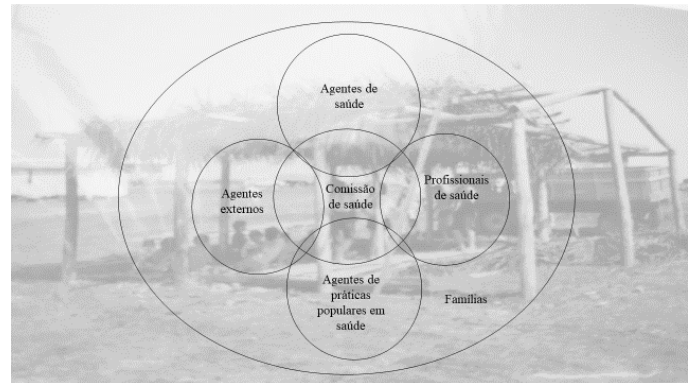 Agentes de
saúde
Agentes
externos
Comissão
de saúde
Profissionais
de saúde
Agentes de
práticas
populares em
saúde
Famílias